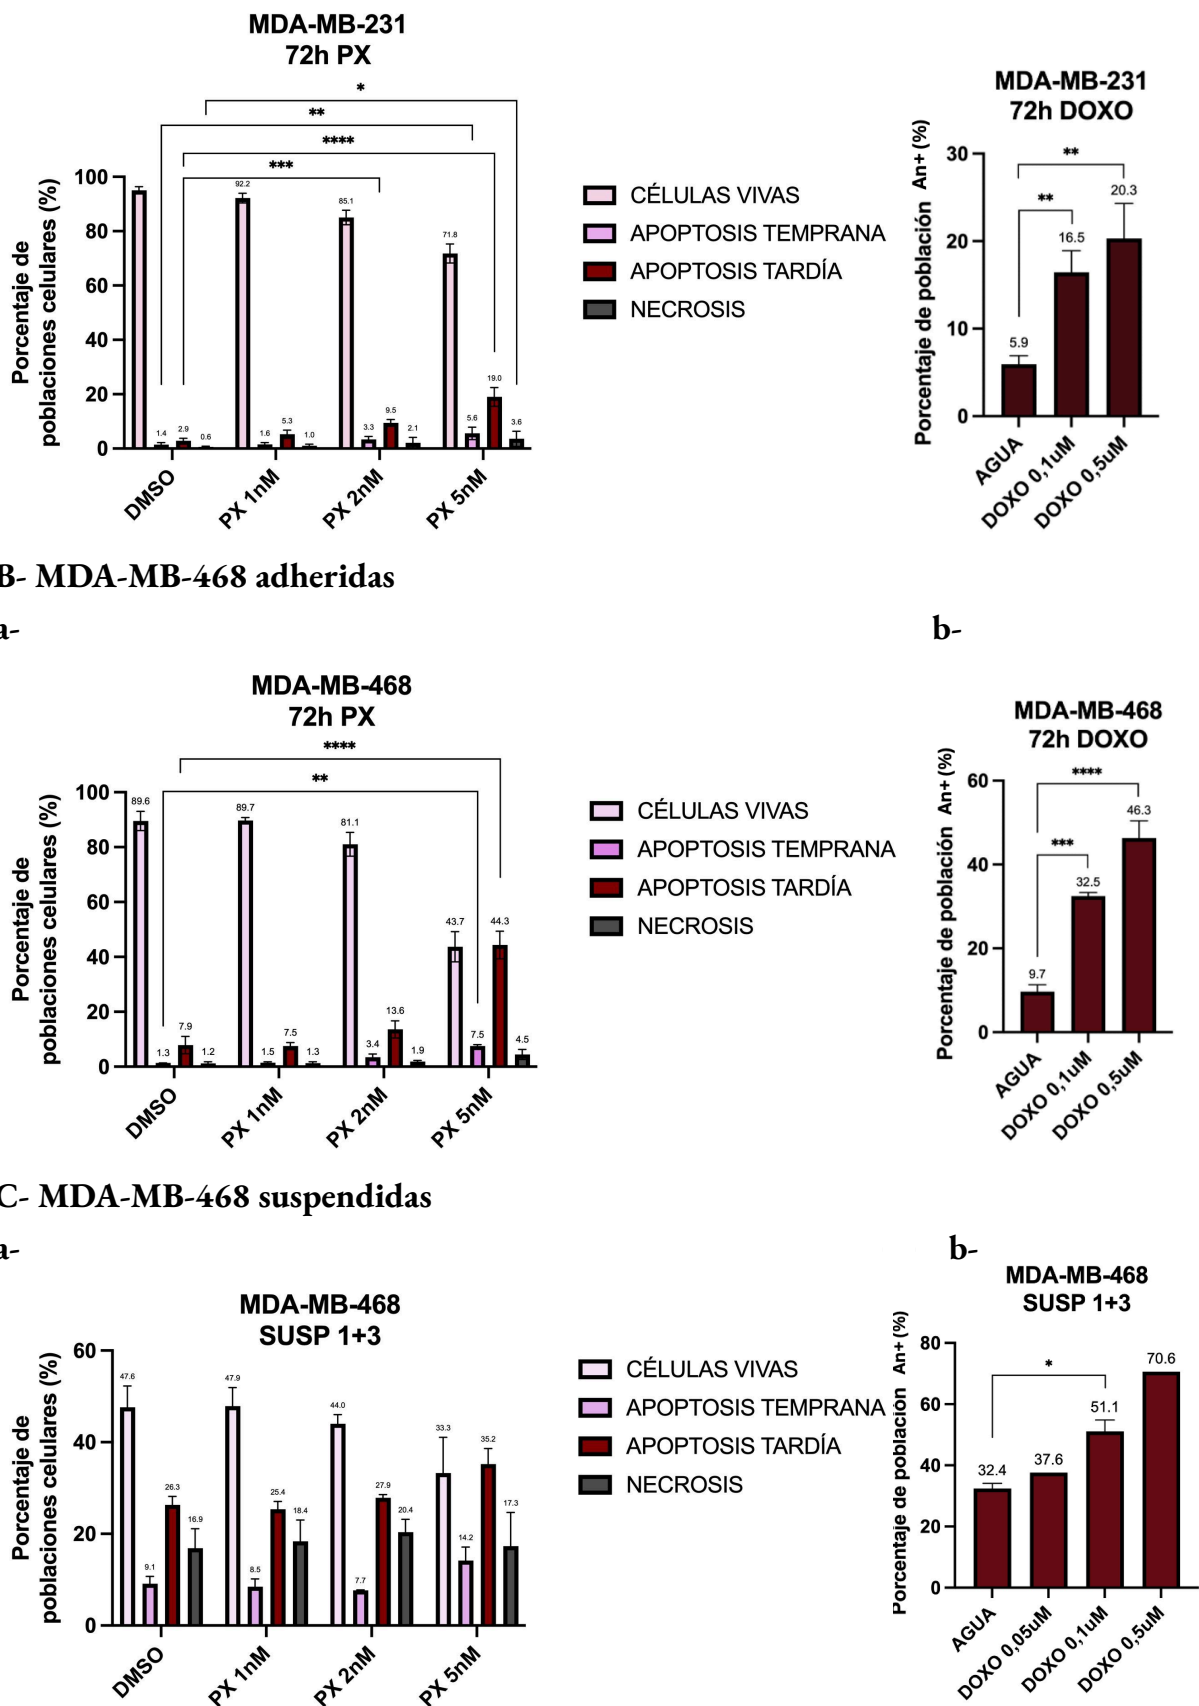 MDA-MB-231
72h PX
*
**
****
***
Porcentaje de
poblaciones celulares (%)
100
80
60
40
20
0
92.2
85.1
71.8
1.4
2.9
0.6
1.6
5.3
1.0
3.3
9.5
2.1
5.6
19.0
3.6
DMSO
PX 1nM
PX 2nM
PX 5nM
CÉLULAS VIVAS
APOPTOSIS TEMPRANA
APOPTOSIS TARDÍA
NECROSIS
MDA-MB-231
72h DOXO
Porcentaje de población An+ (%)
30
20
10
0
**
**
5.9
16.5
20.3
AGUA
DOXO 0,1uM
DOXO 0,5uM
B- MDA-MB-468 adheridas
a-
b-
MDA-MB-468
72h PX
****
**
Porcentaje de
poblaciones celulares (%)
100
80
60
40
20
0
89.6
1.3
7.9
1.2
89.7
1.5
7.5
1.3
81.1
3.4
13.6
1.9
43.7
7.5
44.3
4.5
DMSO
PX 1nM
PX 2nM
PX 5nM
CÉLULAS VIVAS
APOPTOSIS TEMPRANA
APOPTOSIS TARDÍA
NECROSIS
MDA-MB-468
72h DOXO
Porcentaje de población An+ (%)
60
40
20
0
****
***
9.7
32.5
46.3
AGUA
DOXO 0,1uM
DOXO 0,5uM
C- MDA-MB-468 suspendidas
a-
b-
MDA-MB-468
SUSP 1+3
Porcentaje de
poblaciones celulares (%)
60
40
20
0
47.6
9.1
26.3
16.9
47.9
8.5
25.4
18.4
44.0
7.7
27.9
20.4
33.3
14.2
35.2
17.3
DMSO
PX 1nM
PX 2nM
PX 5nM
CÉLULAS VIVAS
APOPTOSIS TEMPRANA
APOPTOSIS TARDÍA
NECROSIS
MDA-MB-468
SUSP 1+3
Porcentaje de población An+ (%)
80
60
40
20
0
*
32.4
37.6
51.1
70.6
AGUA
DOXO 0,05uM
DOXO 0,1uM
DOXO 0,5uM